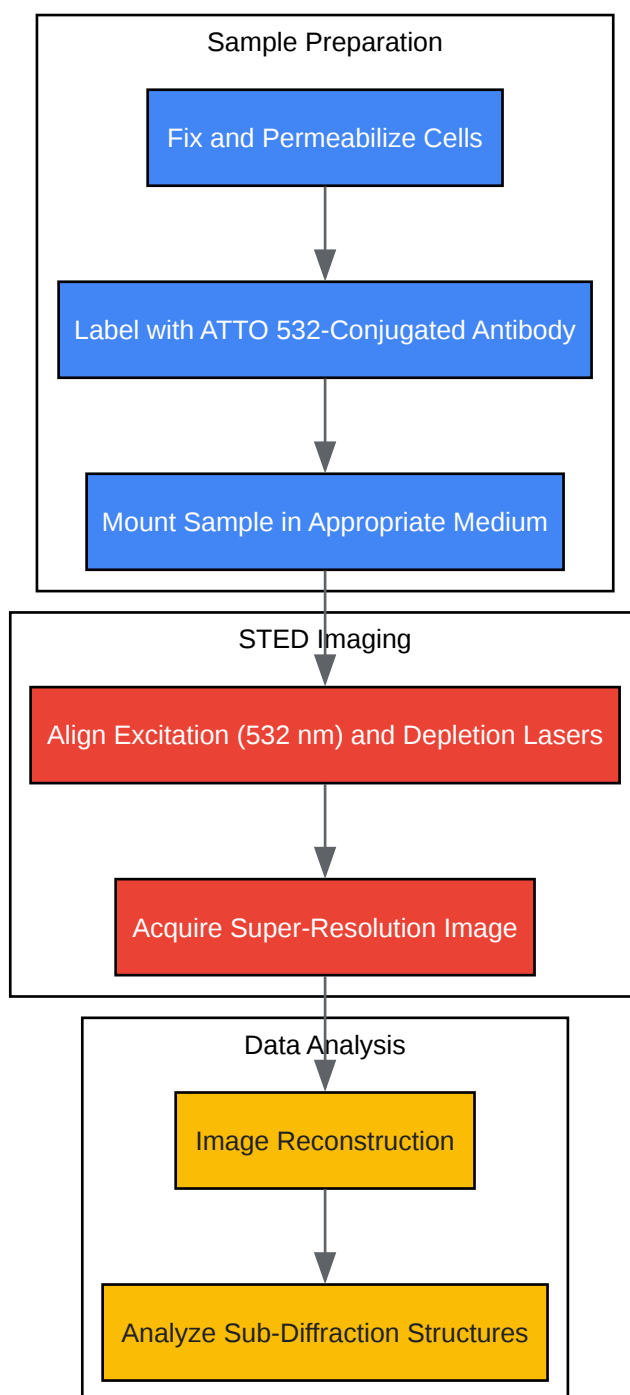 Sample Preparation
Fix and Permeabilize Cells
Label with ATTO 532-Conjugated Antibody
Mount Sample in Appropriate Medium
STED Imaging
Align Excitation (532 nm) and Depletion Lasers
Acquire Super-Resolution Image
Data Analysis
Image Reconstruction
Analyze Sub-Diffraction Structures